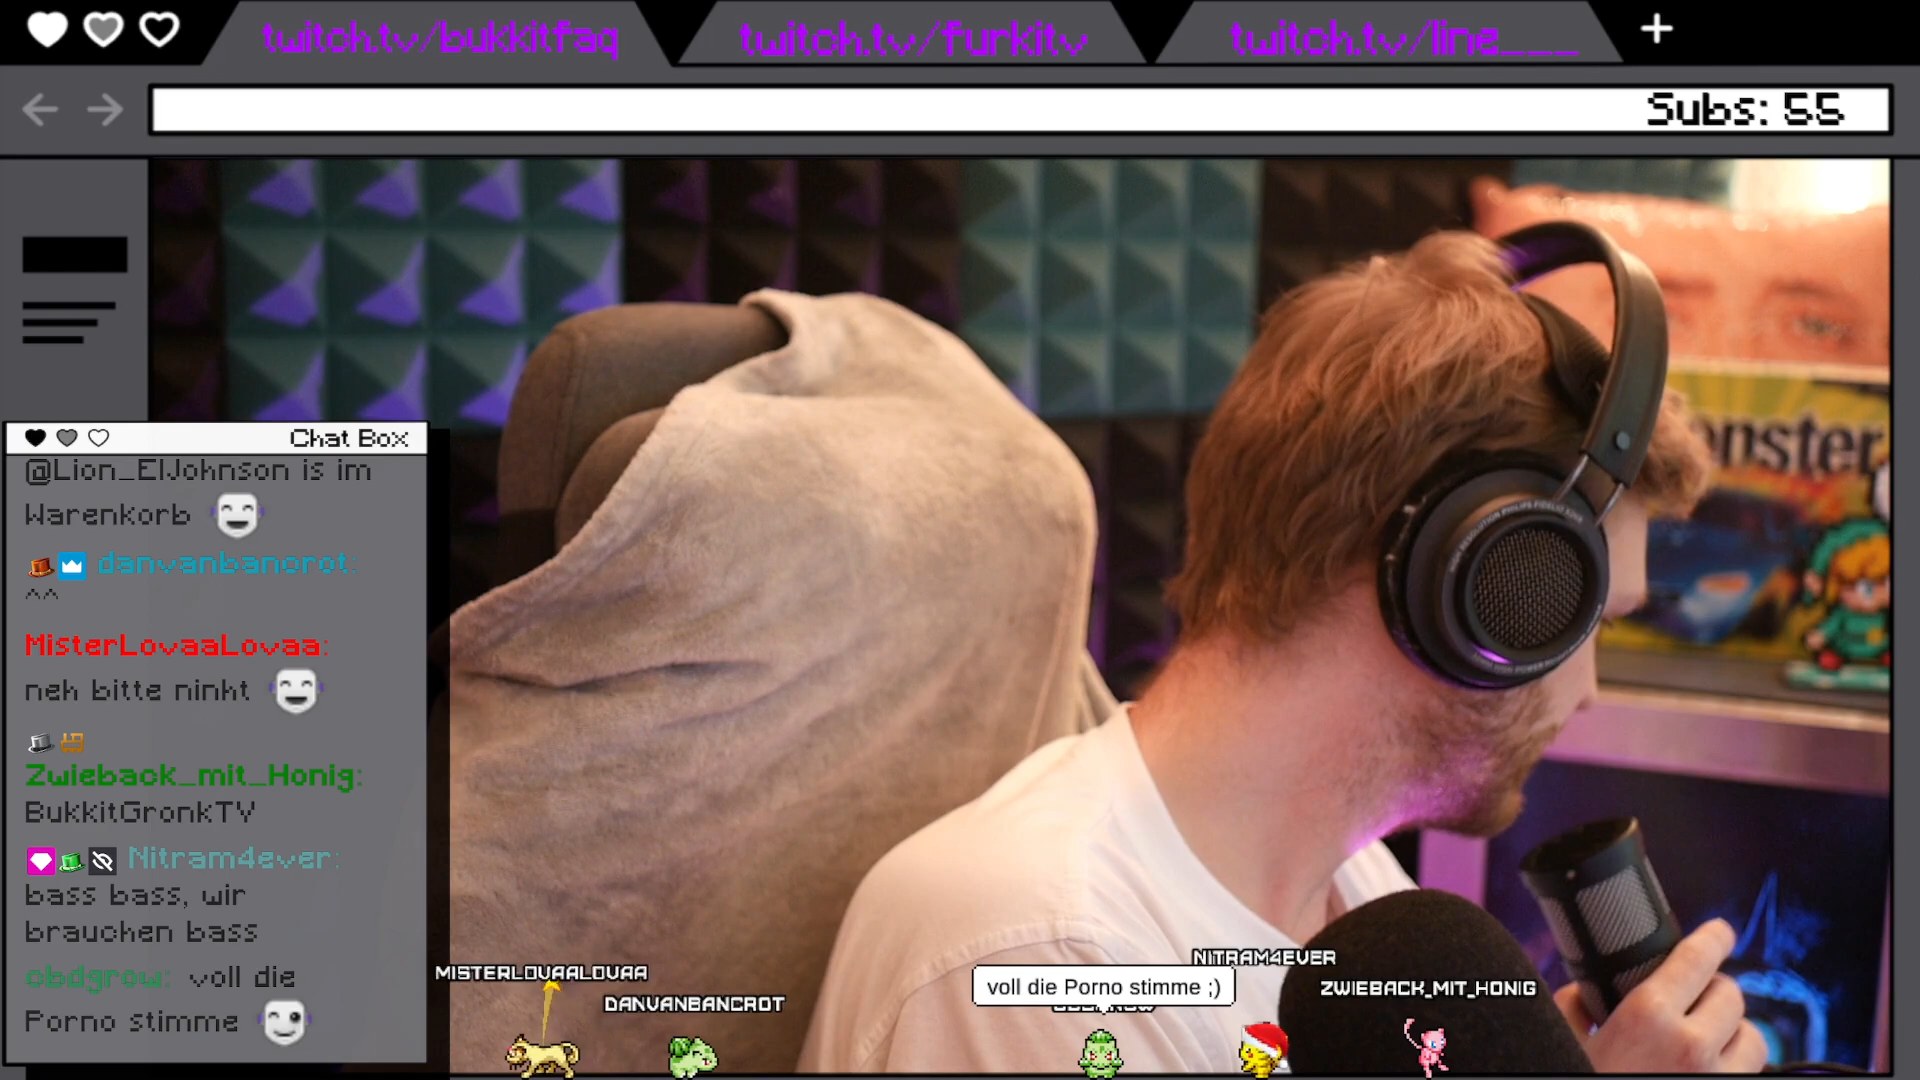 twitch.tv/bukkitfaq
twitch.tv/furkitv
twitch.tv/line___
Subs: 55
Chat Box
@Lion_ElJohnson is im
Warenkorb
danvanbancrot:
^^
MisterLovaaLovaa:
neh bitte ninht
Zwieback_mit_Honig:
BukkitGronkTV
Nitram4ever:
bass bass, wir
brauchen bass
obdgrow: voll die
Porno stimme
onster
MISTERLOVAALOVAA
DANVANBANCROT
voll die Porno stimme ;)
NITRAM4EVER
ZWIEBACK_MIT_HONIG